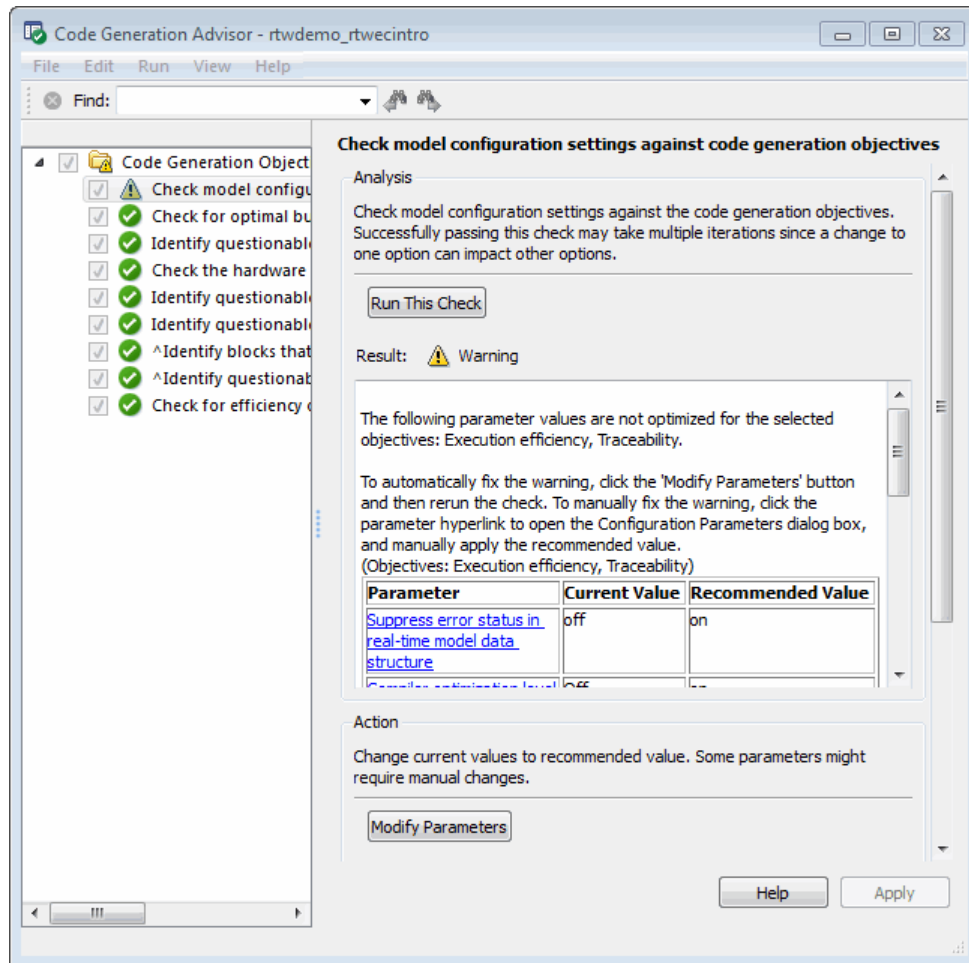 Code Generation Advisor - rtwdemo_rtwecintro
File Edit Run View Help
Find:
Code Generation Object
Check model configu
Check for optimal bu
Identify questionabl
Check the hardware
Identify questionabl
Identify questionabl
^Identify blocks that
^Identify questionab
Check for efficiency
Check model configuration settings against code generation objectives
Analysis
Check model configuration settings against the code generation objectives.
Successfully passing this check may take multiple iterations since a change to
one option can impact other options.
Run This Check
Result: Warning
The following parameter values are not optimized for the selected
objectives: Execution efficiency, Traceability.
To automatically fix the warning, click the 'Modify Parameters' button
and then rerun the check. To manually fix the warning, click the
parameter hyperlink to open the Configuration Parameters dialog box,
and manually apply the recommended value.
(Objectives: Execution efficiency, Traceability)
Parameter Current Value Recommended Value
Suppress error status in off on
real-time model data
structure
Compiler optimization level Off on
Action
Change current values to recommended value. Some parameters might
require manual changes.
Modify Parameters
Help Apply